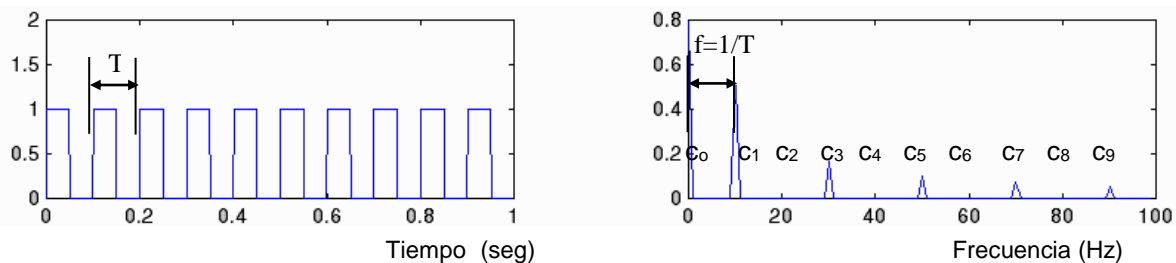 2
1.5
1
0.5
0
T
0 0.2 0.4 0.6 0.8 1
Tiempo (seg)
0.8
0.6
0.4
0.2
0
f=1/T
c₀ c₁ c₂ c₃ c₄ c₅ c₆ c₇ c₈ c₉
0 20 40 60 80 100
Frecuencia (Hz)